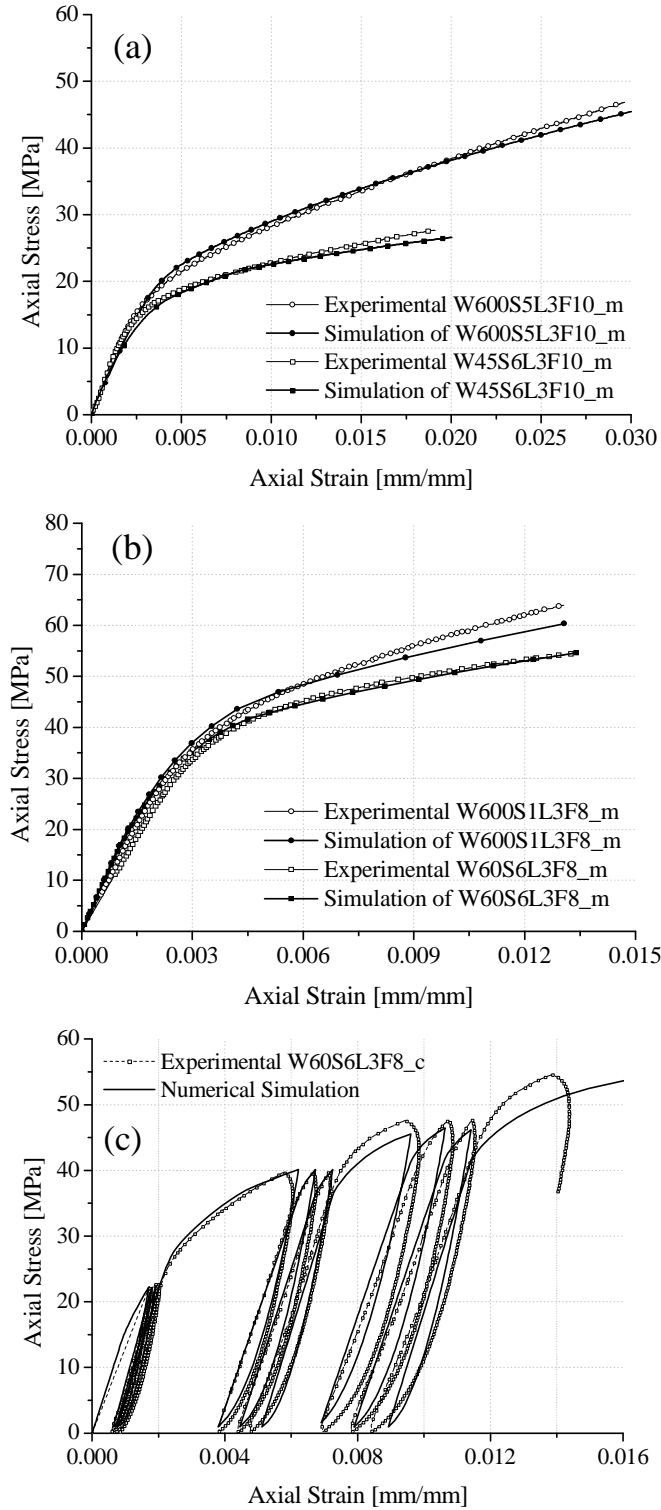 60
(a)
50
40
30
20
10
0
Axial Stress [MPa]
Experimental W600S5L3F10_m
Simulation of W600S5L3F10_m
Experimental W45S6L3F10_m
Simulation of W45S6L3F10_m
0.000 0.005 0.010 0.015 0.020 0.025 0.030
Axial Strain [mm/mm]
80
(b)
70
60
50
40
30
20
10
0
Axial Stress [MPa]
Experimental W600S1L3F8_m
Simulation of W600S1L3F8_m
Experimental W60S6L3F8_m
Simulation of W60S6L3F8_m
0.000 0.003 0.006 0.009 0.012 0.015
Axial Strain [mm/mm]
60
Experimental W60S6L3F8_c
Numerical Simulation
50
(c)
40
30
20
10
0
Axial Stress [MPa]
0.000 0.004 0.008 0.012 0.016
Axial Strain [mm/mm]